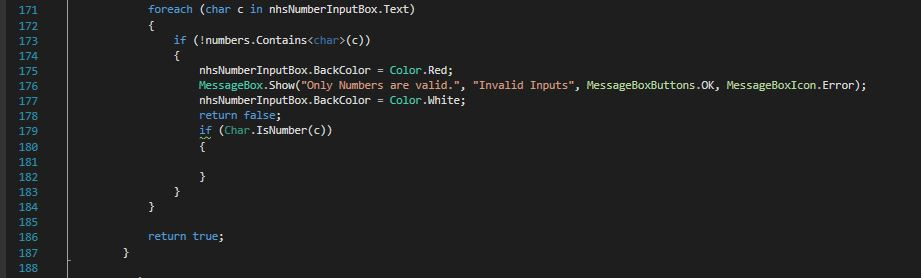 171 foreach (char c in nhsNumberInputBox.Text)
172 {
173 if (!numbers.Contains<char>(c))
174 {
175 nhsNumberInputBox.BackColor = Color.Red;
176 MessageBox.Show("Only Numbers are valid.", "Invalid Inputs", MessageBoxButtons.OK, MessageBoxIcon.Error);
177 nhsNumberInputBox.BackColor = Color.White;
178 return false;
179 if (Char.IsNumber(c))
180 {
181
182 }
183 }
184 }
185
186 return true;
187 }
188